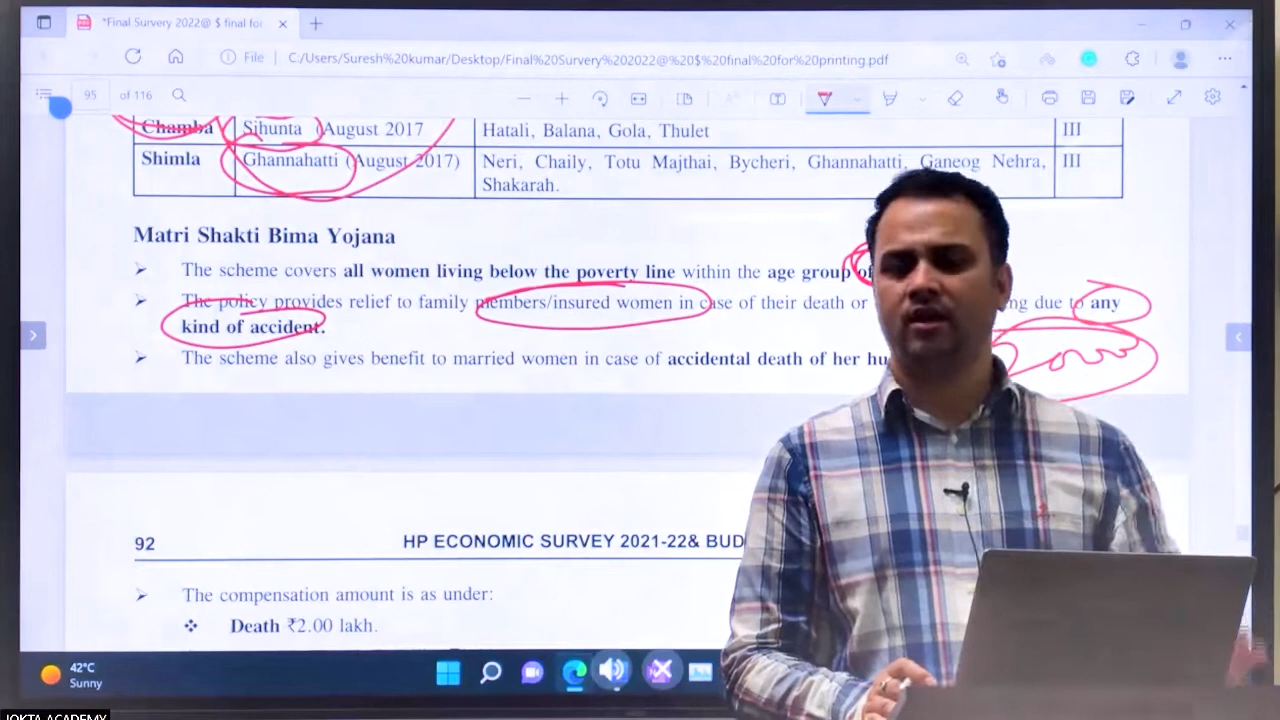 *Final Survery 2022@ $ final for
File C:/Users/Suresh%20kumar/Desktop/Final%20Survery%202022@%20$%20final%20for%20printing.pdf
95 of 116
Chamba Sihunta (August 2017 Hatali, Balana, Gola, Thulet III
Shimla Ghannahatti (August 2017) Neri, Chaily, Totu Majthai, Bycheri, Ghannahatti, Ganeog Nehra, III
Shakarah.
Matri Shakti Bima Yojana
➢ The scheme covers all women living below the poverty line within the age group of
➢ The policy provides relief to family members/insured women in case of their death or ng due to any
kind of accident.
➢ The scheme also gives benefit to married women in case of accidental death of her hu
92 HP ECONOMIC SURVEY 2021-22& BUD
➢ The compensation amount is as under:
❖ Death ₹2.00 lakh.
42°C
Sunny
JOKTA ACADEMY